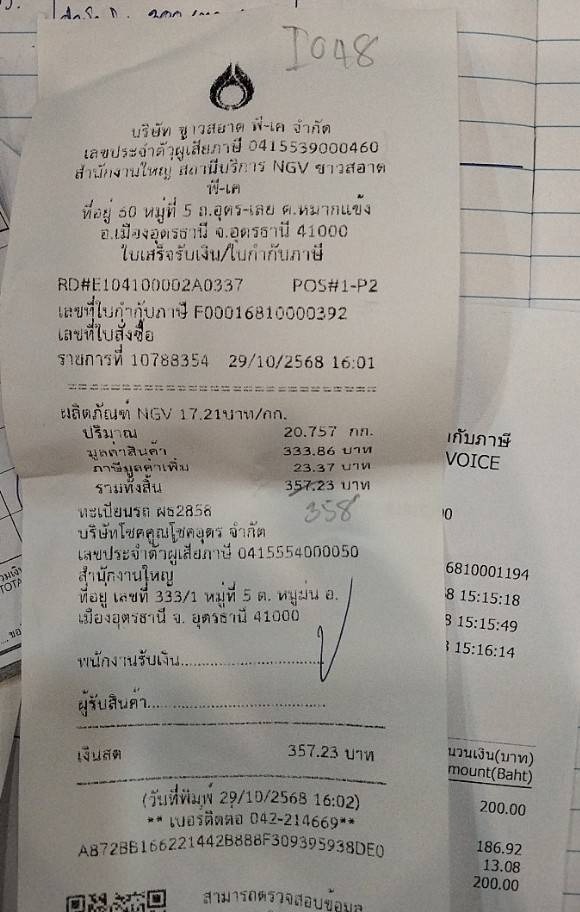 I048
บริษัท ขาวสอาด พี-เค จำกัด
เลขประจำตัวผู้เสียภาษี 0415539000460
สำนักงานใหญ่ สถานีบริการ NGV ขาวสอาด
พี-เค
ที่อยู่ 60 หมู่ที่ 5 ถ.อุดร-เลย ต.หมากแข้ง
อ.เมืองอุดรธานี จ.อุดรธานี 41000
ใบเสร็จรับเงิน/ใบกำกับภาษี
RD#E104100002A0337 POS#1-P2
เลขที่ใบกำกับภาษี F00016810000392
เลขที่ใบสั่งซื้อ
รายการที่ 10788354 29/10/2568 16:01
ผลิตภัณฑ์ NGV 17.21บาท/กก.
ปริมาณ 20.757 กก.
มูลค่าสินค้า 333.86 บาท
ภาษีมูลค่าเพิ่ม 23.37 บาท
รวมทั้งสิ้น 357.23 บาท
358
ทะเบียนรถ ผธ2856
บริษัทโชคคูณโชคอุดร จำกัด
เลขประจำตัวผู้เสียภาษี 0415554000050
สำนักงานใหญ่
ที่อยู่ เลขที่ 333/1 หมู่ที่ 5 ต. หมูม่น อ.
เมืองอุดรธานี จ. อุดรธานี 41000
พนักงานรับเงิน
ผู้รับสินค้า
เงินสด 357.23 บาท
(วันที่พิมพ์ 29/10/2568 16:02)
** เบอร์ติดต่อ 042-214669**
A872BB166221442B888F309395938DE0
สามารถตรวจสอบข้อมูล
กับภาษี
VOICE
6810001194
8 15:15:18
8 15:15:49
15:16:14
นวนเงิน(บาท)
mount(Baht)
200.00
186.92
13.08
200.00